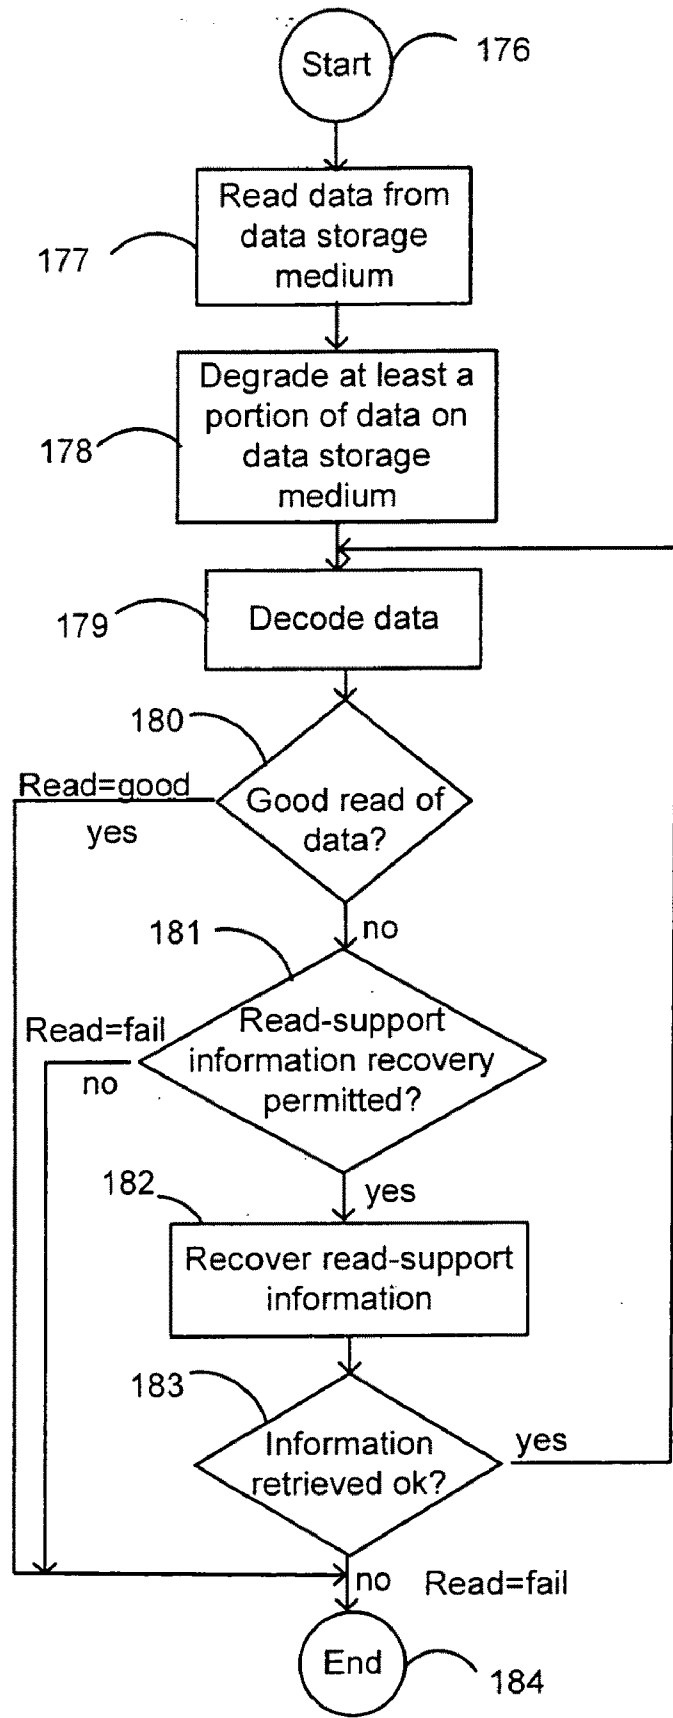 Start
176
Read data from
data storage
medium
177
Degrade at least a
portion of data on
data storage
medium
178
Decode data
179
180
Read=good
yes
Good read of
data?
no
181
Read=fail
no
Read-support
information recovery
permitted?
yes
182
Recover read-support
information
183
Information
retrieved ok?
yes
no
Read=fail
End
184